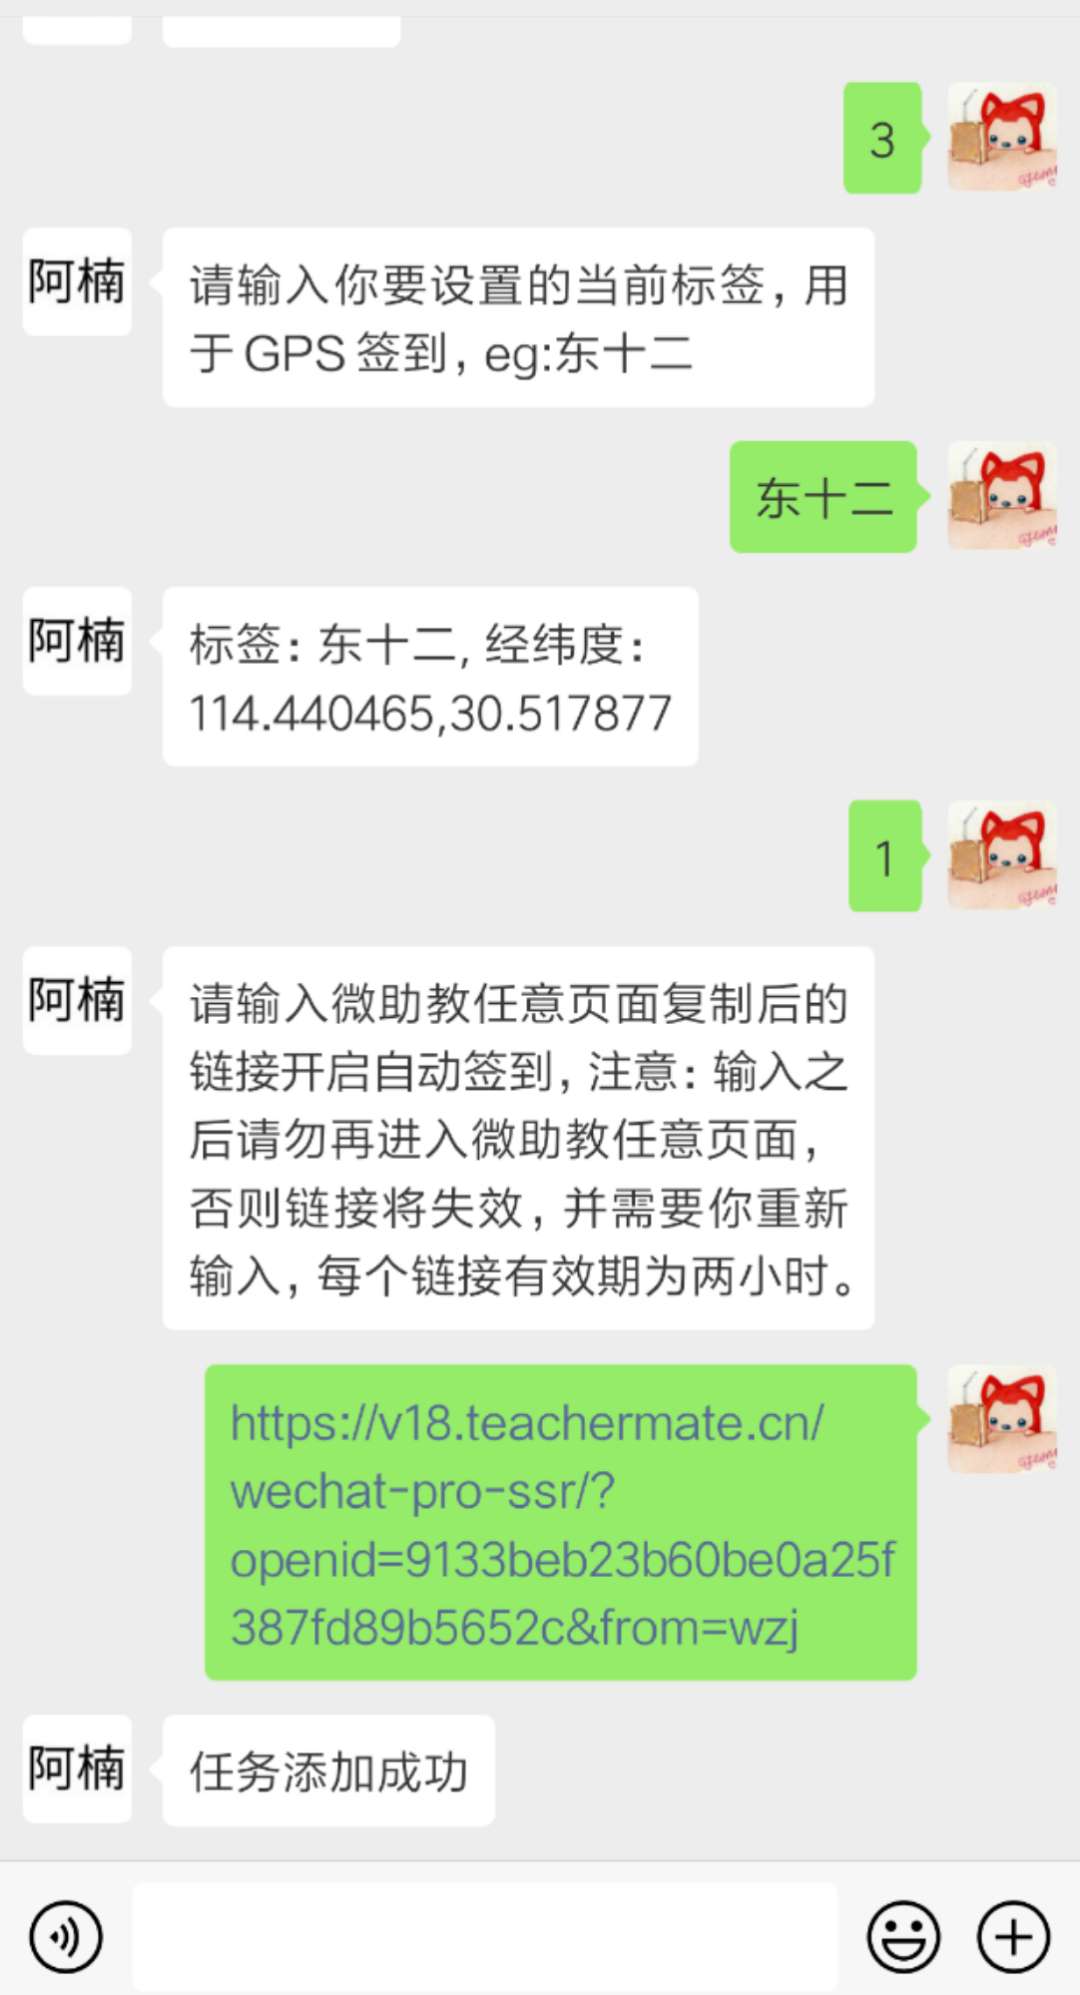 3
阿楠
请输入你要设置的当前标签，用
于GPS签到，eg:东十二
东十二
阿楠
标签：东十二, 经纬度：
114.440465,30.517877
1
阿楠
请输入微助教任意页面复制后的
链接开启自动签到，注意：输入之
后请勿再进入微助教任意页面，
否则链接将失效，并需要你重新
输入，每个链接有效期为两小时。
https://v18.teachermate.cn/
wechat-pro-ssr/?
openid=9133beb23b60be0a25f
387fd89b5652c&from=wzj
阿楠
任务添加成功